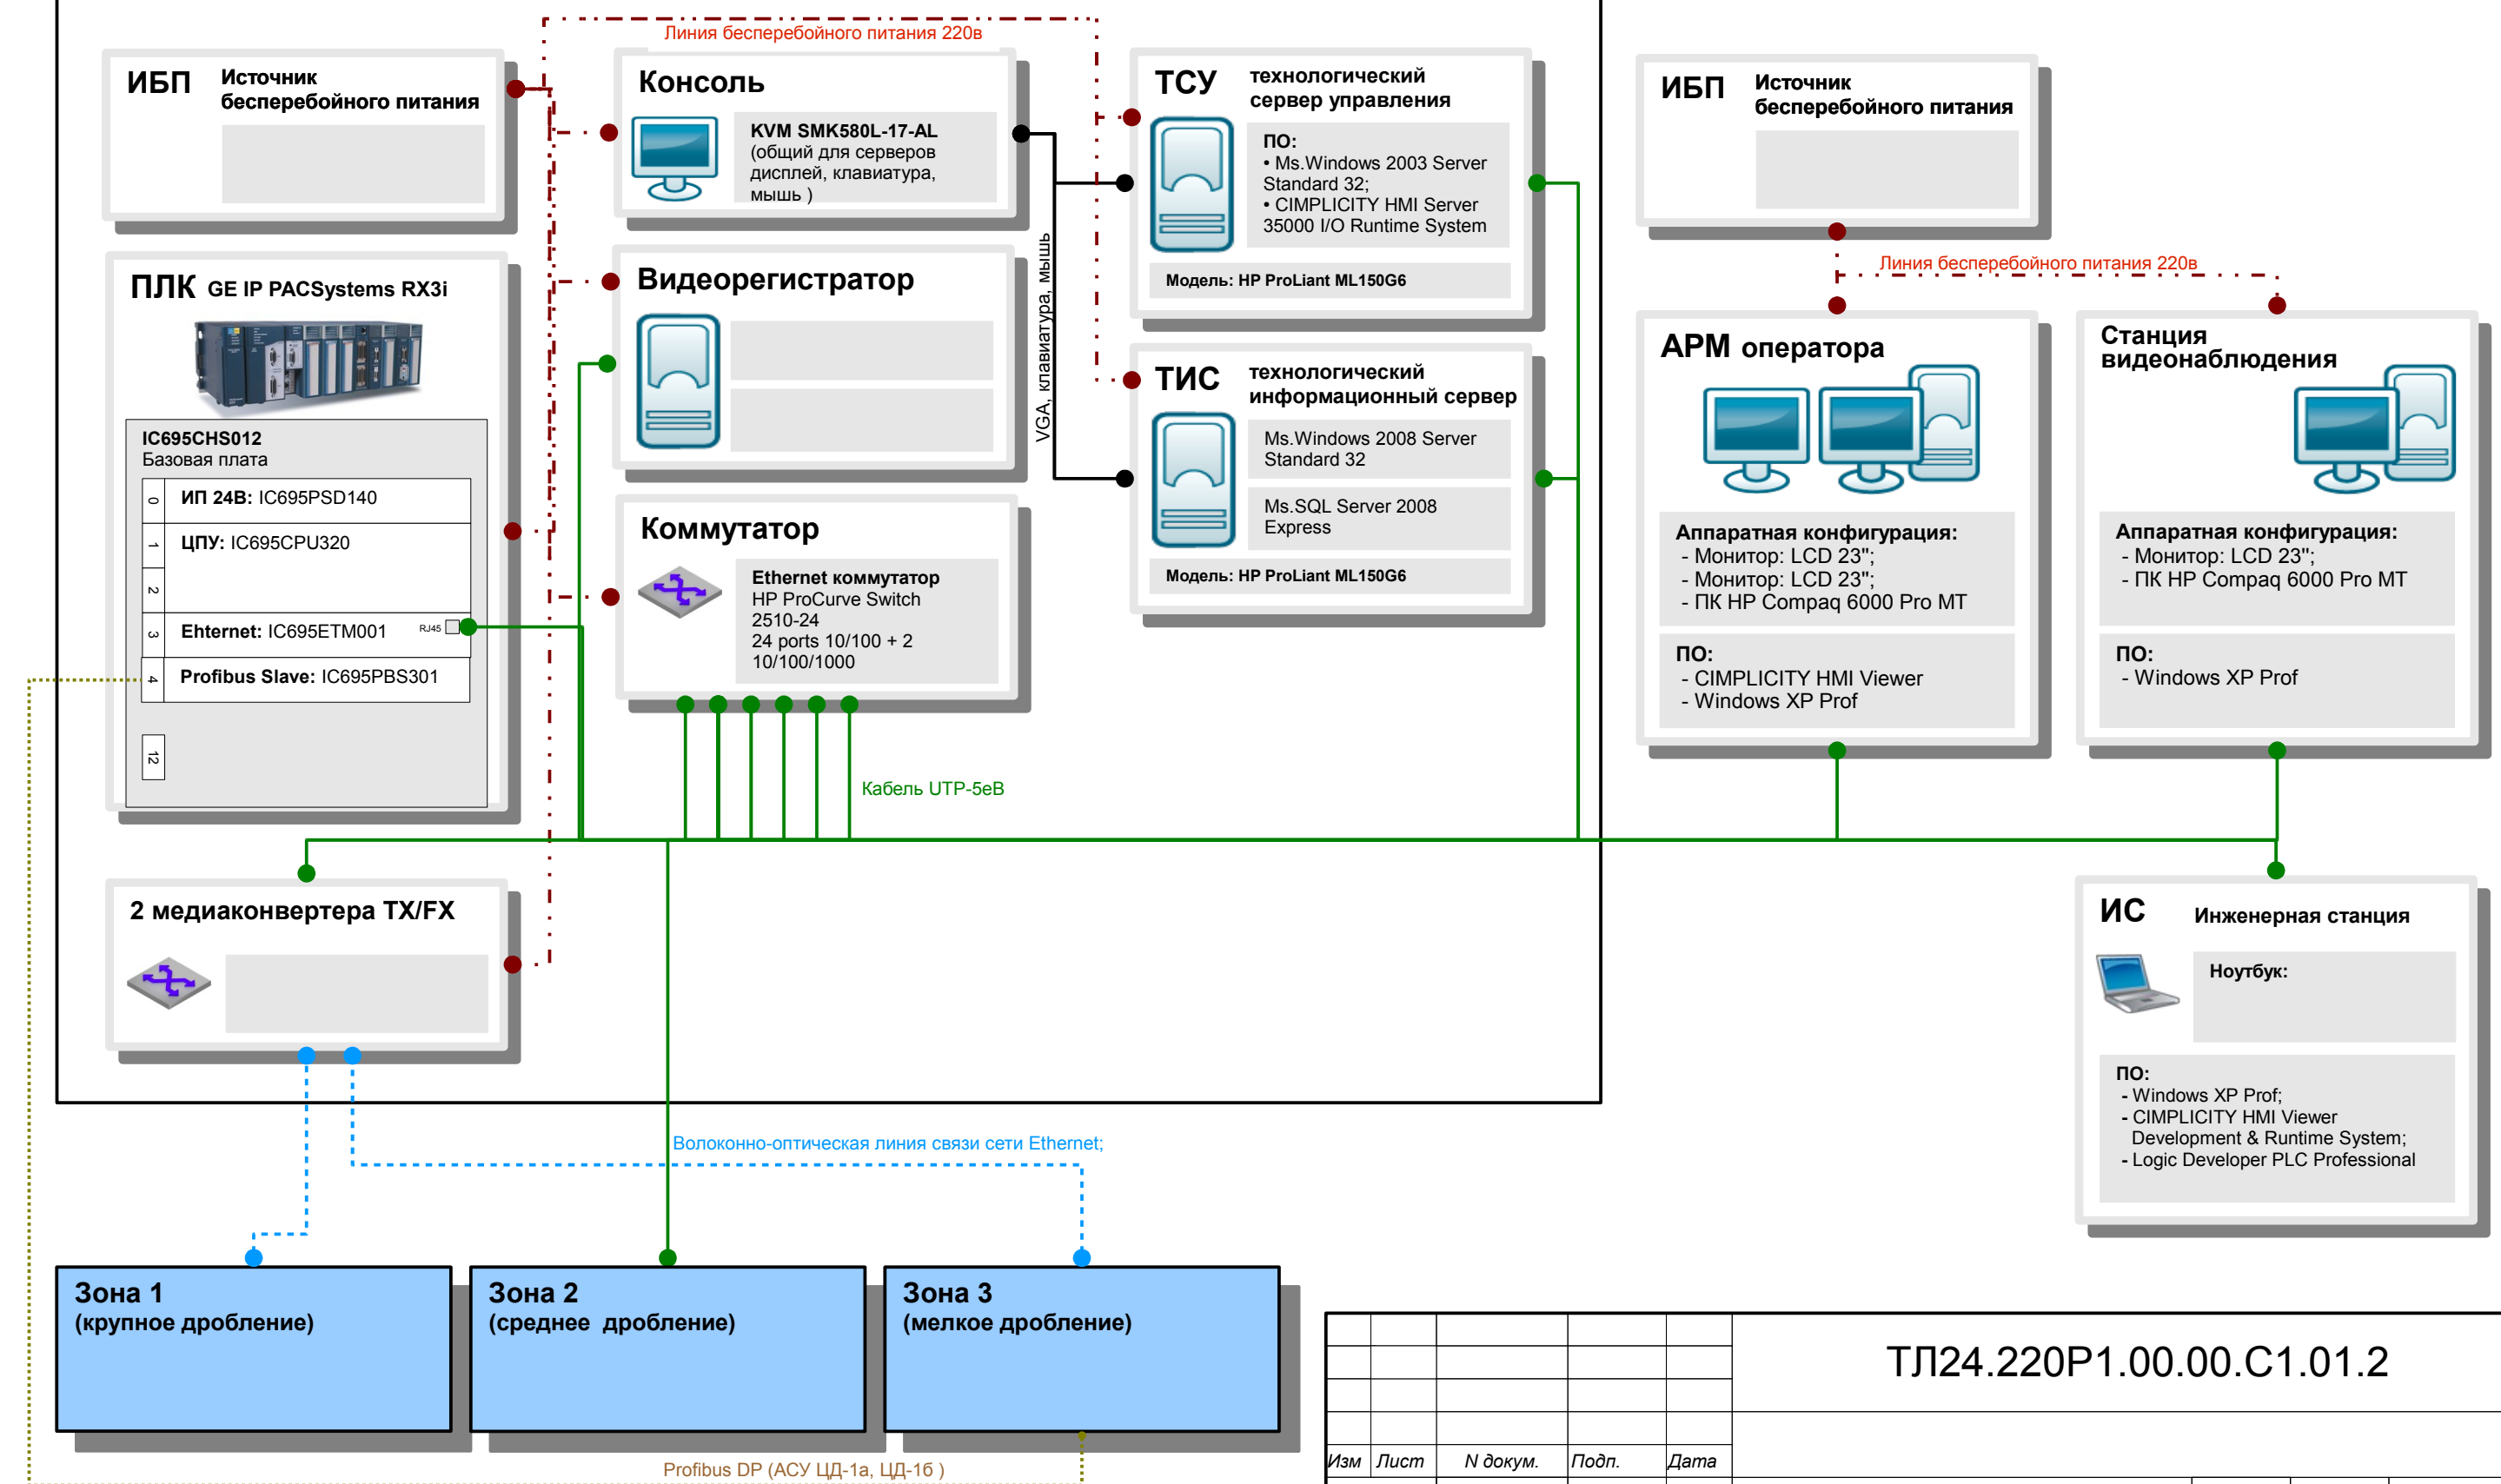 Линия бесперебойного питания 220в
ИБП
Источник
бесперебойного питания
Консоль
KVM SMK580L-17-AL
(общий для серверов
дисплей, клавиатура,
мышь )
ТСУ
технологический
сервер управления
ПО:
• Ms.Windows 2003 Server
Standard 32;
• CIMPLICITY HMI Server
35000 I/O Runtime System
Модель: HP ProLiant ML150G6
ИБП
Источник
бесперебойного питания
Линия бесперебойного питания 220в
ПЛК GE IP PACSystems RX3i
IC695CHS012
Базовая плата
0 ИП 24В: IC695PSD140
1 ЦПУ: IC695CPU320
2
3 Ehternet: IC695ETM001 RJ45
4 Profibus Slave: IC695PBS301
12
Видеорегистратор
VGA, клавиатура, мышь
ТИС
технологический
информационный сервер
Ms.Windows 2008 Server
Standard 32
Ms.SQL Server 2008
Express
Модель: HP ProLiant ML150G6
Коммутатор
Ethernet коммутатор
HP ProCurve Switch
2510-24
24 ports 10/100 + 2
10/100/1000
Кабель UTP-5eB
АРМ оператора
Аппаратная конфигурация:
- Монитор: LCD 23";
- Монитор: LCD 23";
- ПК HP Compaq 6000 Pro MT
ПО:
- CIMPLICITY HMI Viewer
- Windows XP Prof
Станция
видеонаблюдения
Аппаратная конфигурация:
- Монитор: LCD 23";
- ПК HP Compaq 6000 Pro MT
ПО:
- Windows XP Prof
2 медиаконвертера TX/FX
ИС
Инженерная станция
Ноутбук:
ПО:
- Windows XP Prof;
- CIMPLICITY HMI Viewer
Development & Runtime System;
- Logic Developer PLC Professional
Волоконно-оптическая линия связи сети Ethernet;
Зона 1
(крупное дробление)
Зона 2
(среднее дробление)
Зона 3
(мелкое дробление)
Profibus DP (АСУ ЦД-1а, ЦД-1б )
ТЛ24.220Р1.00.00.С1.01.2
Изм Лист N докум. Подп. Дата